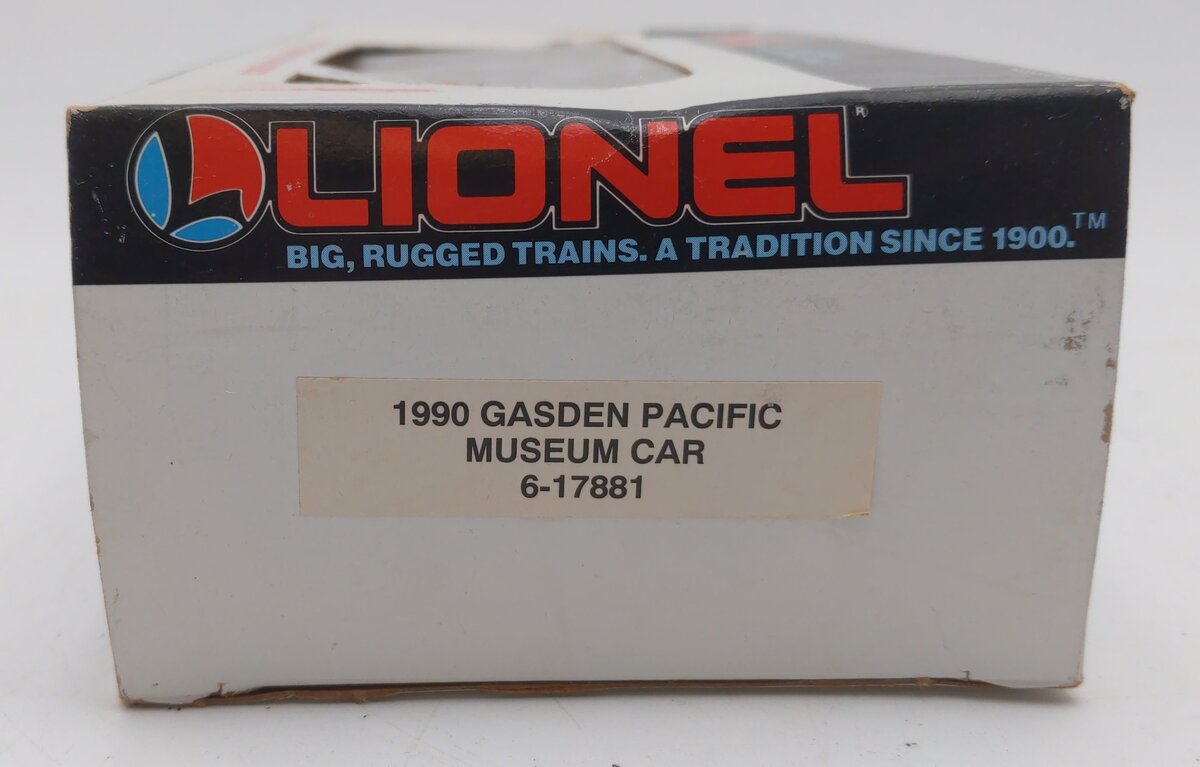 LIONEL®
BIG, RUGGED TRAINS. A TRADITION SINCE 1900.™
1990 GASDEN PACIFIC
MUSEUM CAR
6-17881